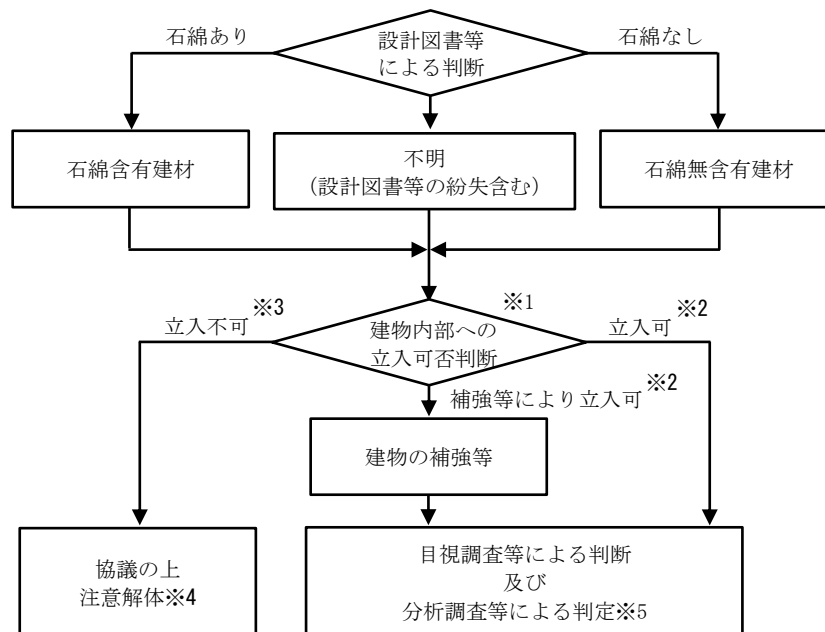 石綿あり
設計図書等
による判断
石綿なし
石綿含有建材
不明
（設計図書等の紛失含む）
石綿無含有建材
※1
立入不可※3
建物内部への
立入可否判断
立入可※2
補強等により立入可※2
建物の補強等
協議の上
注意解体※4
目視調査等による判断
及び
分析調査等による判定※5